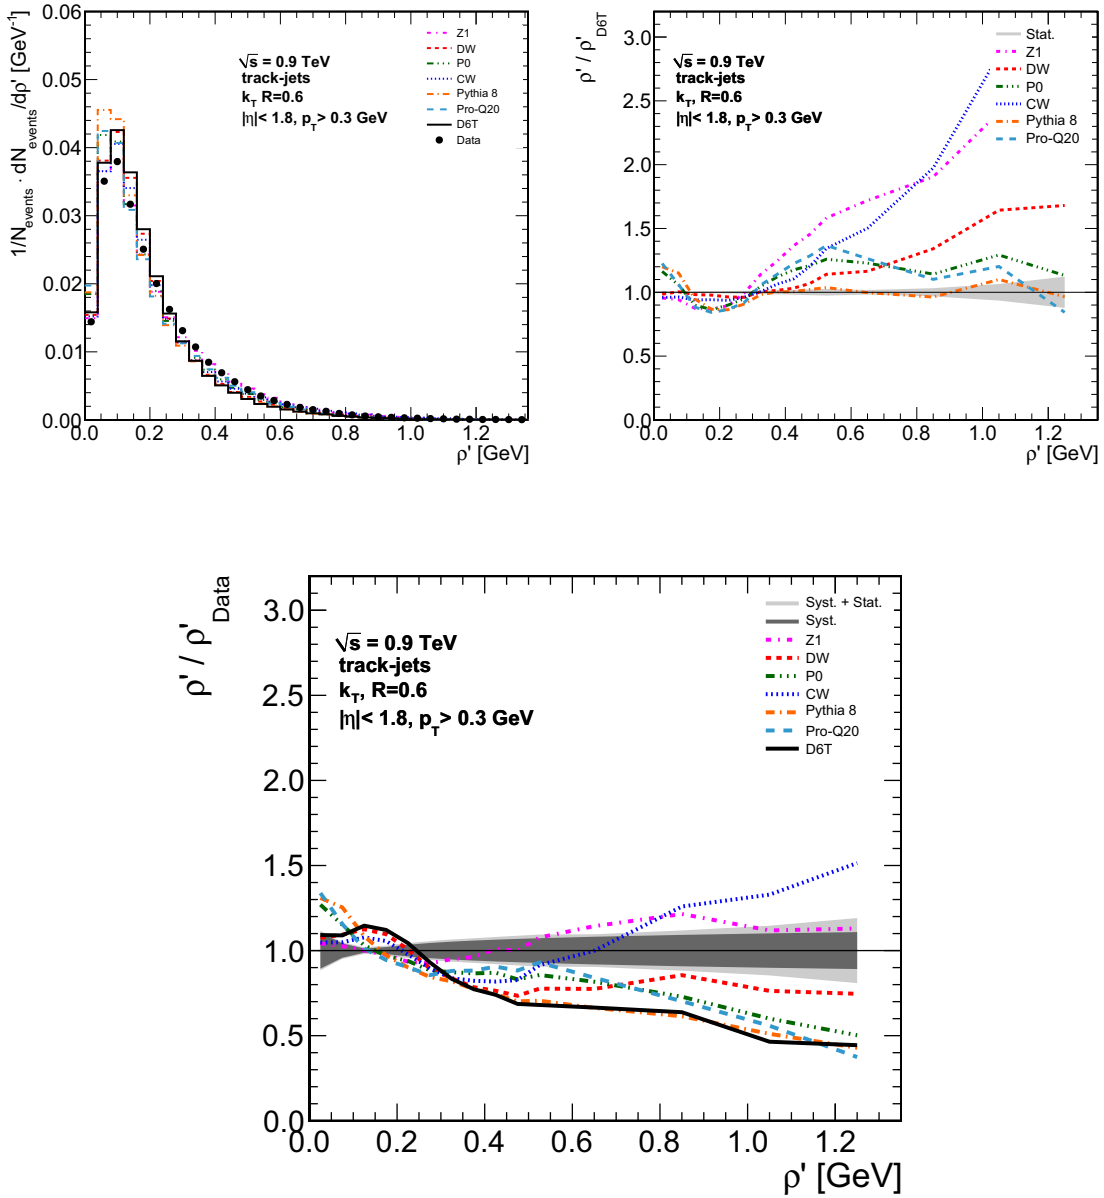 1/N_events · dN_events/dρ' [GeV⁻¹]
0.06
0.05
0.04
0.03
0.02
0.01
0.00
0.0 0.2 0.4 0.6 0.8 1.0 1.2
ρ' [GeV]
√s = 0.9 TeV
track-jets
k_T R=0.6
|η|< 1.8, p_T> 0.3 GeV
Z1
DW
P0
CW
Pythia 8
Pro-Q20
D6T
Data
ρ' / ρ'_D6T
3.0
2.5
2.0
1.5
1.0
0.5
0.0
0.0 0.2 0.4 0.6 0.8 1.0 1.2
ρ' [GeV]
√s = 0.9 TeV
track-jets
k_T, R=0.6
|η|< 1.8, p_T> 0.3 GeV
Stat.
Z1
DW
P0
CW
Pythia 8
Pro-Q20
ρ' / ρ'_Data
3.0
2.5
2.0
1.5
1.0
0.5
0.0
0.0 0.2 0.4 0.6 0.8 1.0 1.2
ρ' [GeV]
√s = 0.9 TeV
track-jets
k_T, R=0.6
|η|< 1.8, p_T> 0.3 GeV
Syst. + Stat.
Syst.
Z1
DW
P0
CW
Pythia 8
Pro-Q20
D6T